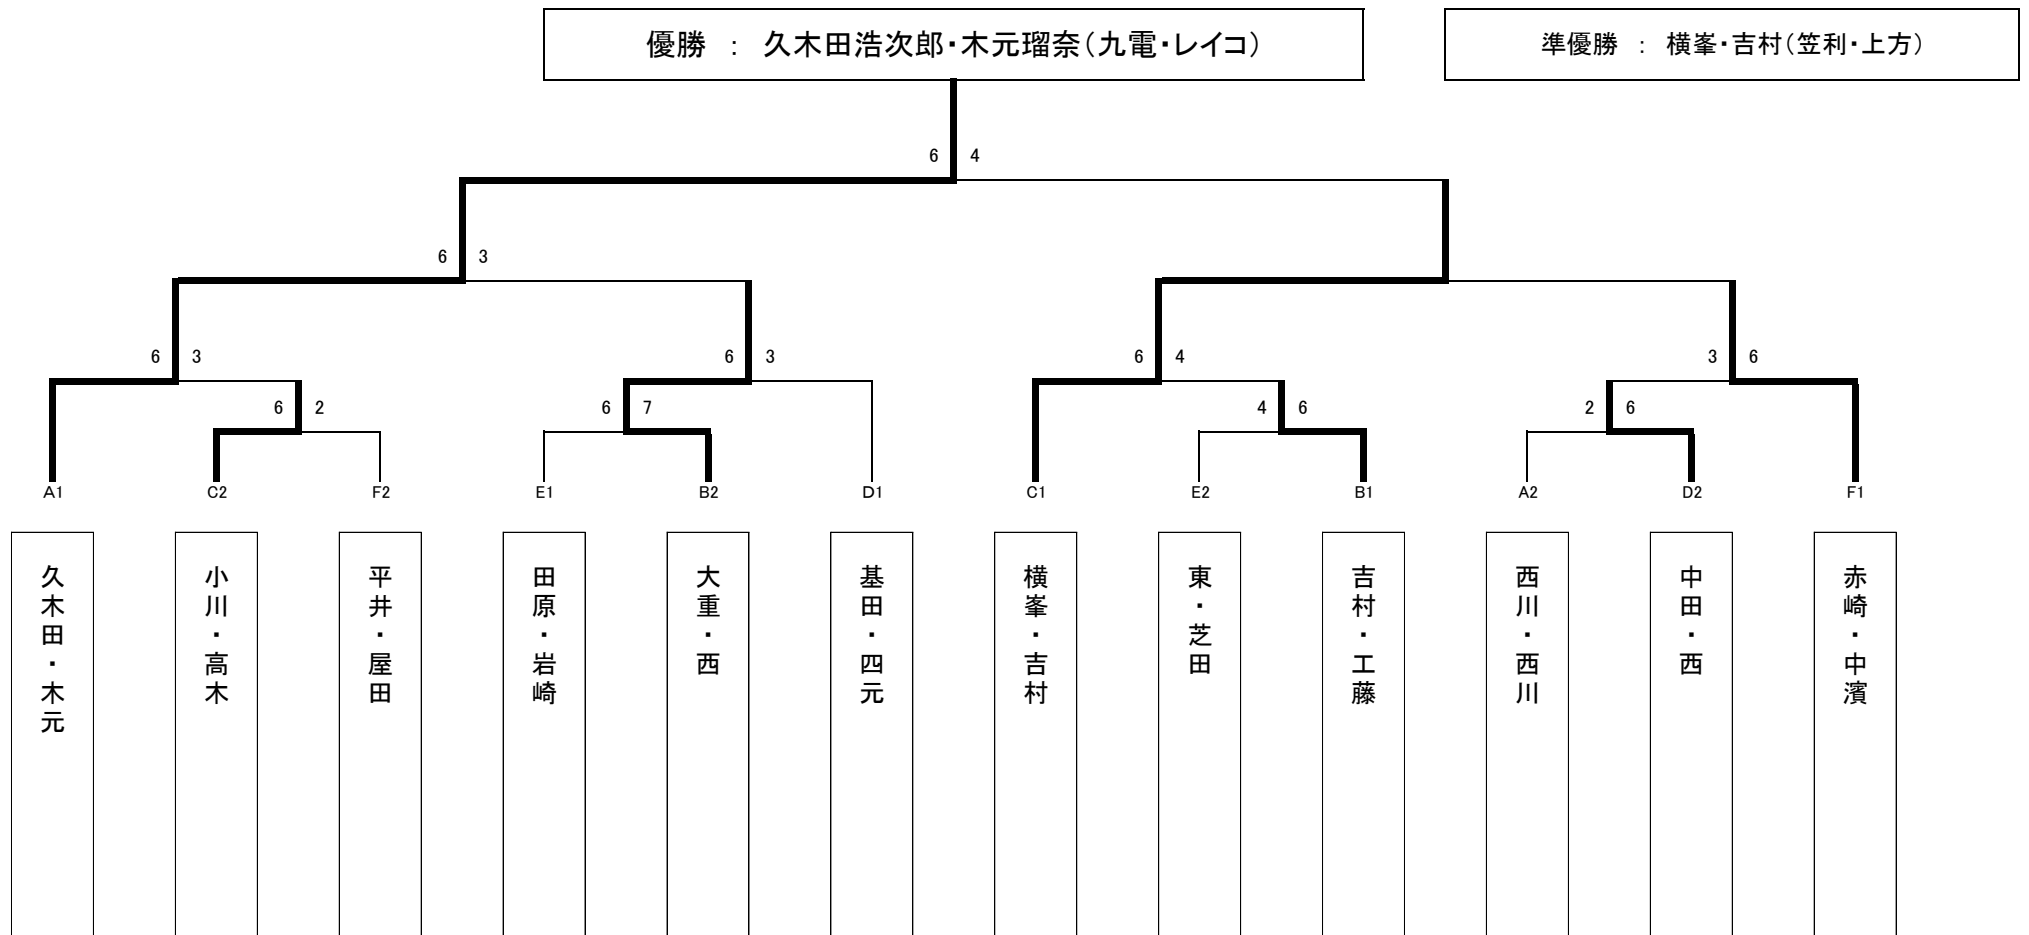 優勝　：　久木田浩次郎・木元瑠奈（九電・レイコ）
準優勝　：　横峯・吉村（笠利・上方）
6 4
6 3
6 3
6 3
6 4
3 6
6 2
6 7
4 6
2 6
A1
C2
F2
E1
B2
D1
C1
E2
B1
A2
D2
F1
久木田・木元
小川・高木
平井・屋田
田原・岩崎
大重・西
基田・四元
横峯・吉村
東・芝田
吉村・工藤
西川・西川
中田・西
赤崎・中濱